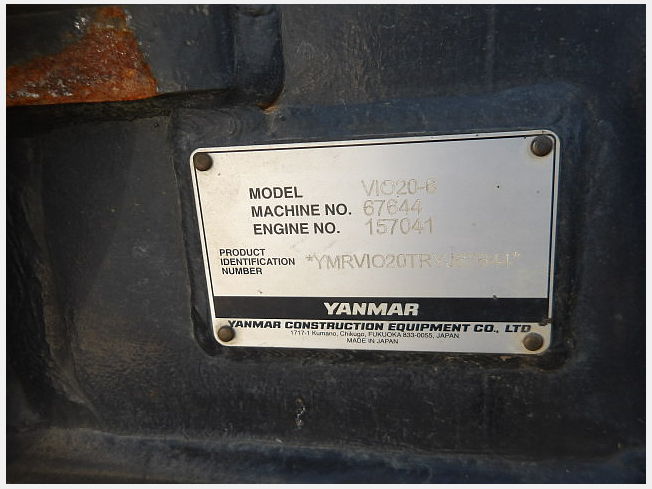 MODEL VIO20-6
MACHINE NO. 67644
ENGINE NO. 157041
PRODUCT
IDENTIFICATION
NUMBER
YANMAR
YANMAR CONSTRUCTION EQUIPMENT CO., LTD
1717-1 Kumano, Chikugo, FUKUOKA 833-0055, JAPAN
MADE IN JAPAN